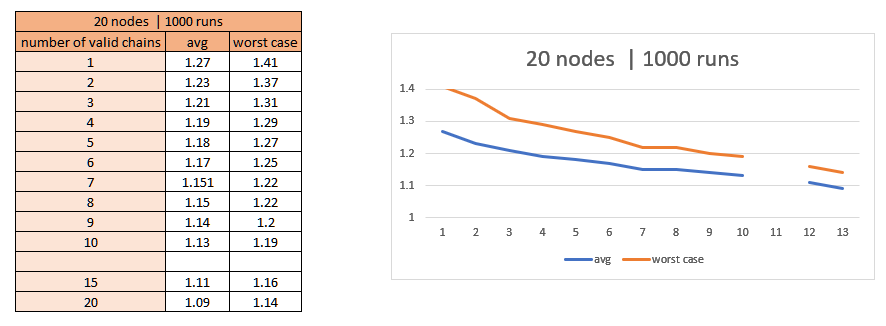 20 nodes | 1000 runs
number of valid chains avg worst case
1 1.27 1.41
2 1.23 1.37
3 1.21 1.31
4 1.19 1.29
5 1.18 1.27
6 1.17 1.25
7 1.151 1.22
8 1.15 1.22
9 1.14 1.2
10 1.13 1.19
15 1.11 1.16
20 1.09 1.14
20 nodes | 1000 runs
1.4
1.3
1.2
1.1
1
1 2 3 4 5 6 7 8 9 10 11 12 13
avg worst case